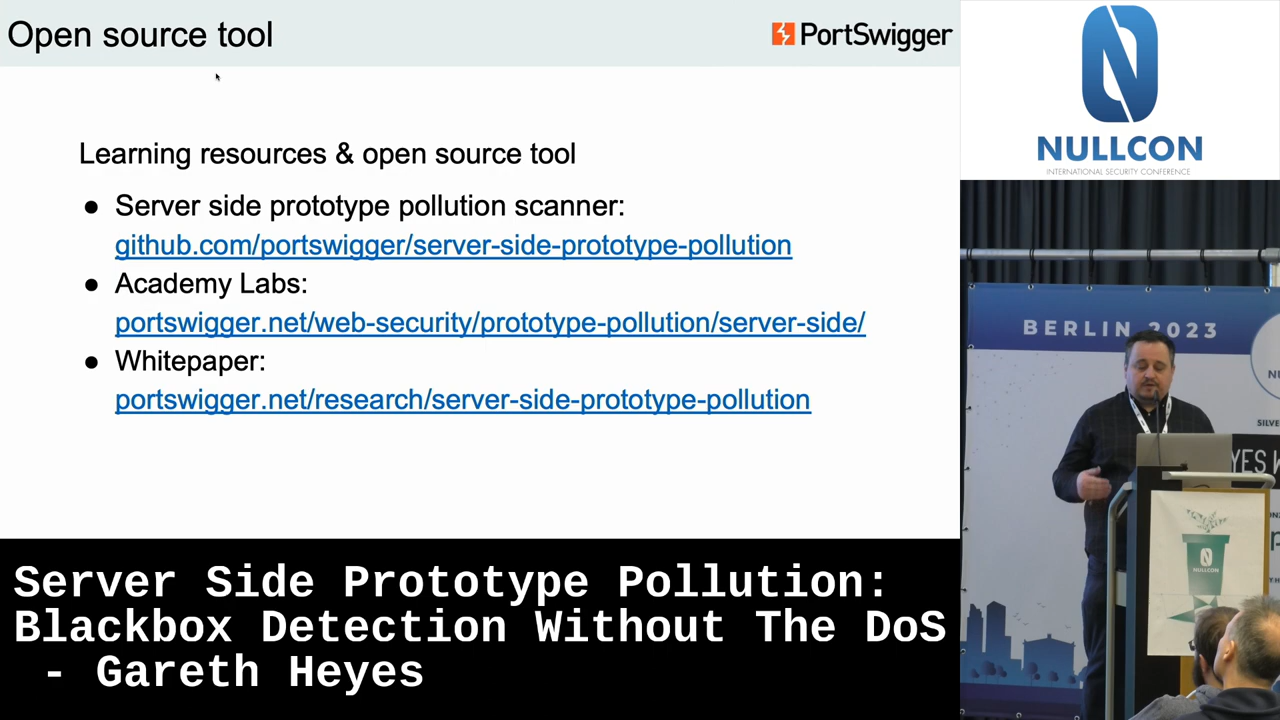 Open source tool
PortSwigger
Learning resources & open source tool
● Server side prototype pollution scanner:
github.com/portswigger/server-side-prototype-pollution
● Academy Labs:
portswigger.net/web-security/prototype-pollution/server-side/
● Whitepaper:
portswigger.net/research/server-side-prototype-pollution
Server Side Prototype Pollution:
Blackbox Detection Without The DoS
- Gareth Heyes
NULLCON
INTERNATIONAL SECURITY CONFERENCE
BERLIN 2023
NULLCON